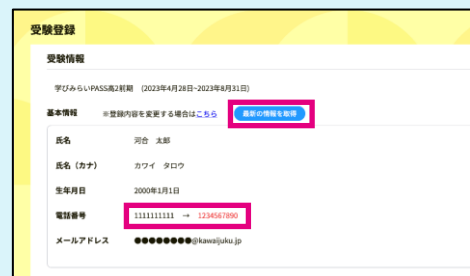 受験登録
受験情報
学びみらいPASS高2前期 (2023年4月28日~2023年8月31日)
基本情報 ※登録内容を変更する場合はこちら 最新の情報を取得
氏名 河合 太郎
氏名(カナ) カワイ タロウ
生年月日 2000年1月1日
電話番号 1111111111 → 1234567890
メールアドレス ●●●●●●●●@kawaijuku.jp